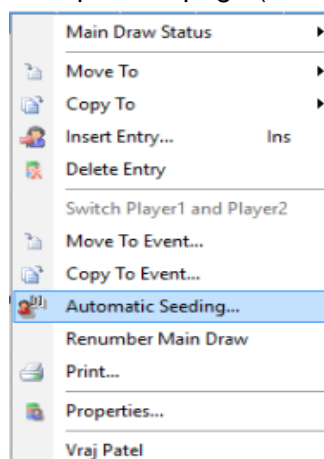 Main Draw Status
Move To
Copy To
Insert Entry... Ins
Delete Entry
Switch Player1 and Player2
Move To Event...
Copy To Event...
Automatic Seeding...
Renumber Main Draw
Print...
Properties...
Vraj Patel